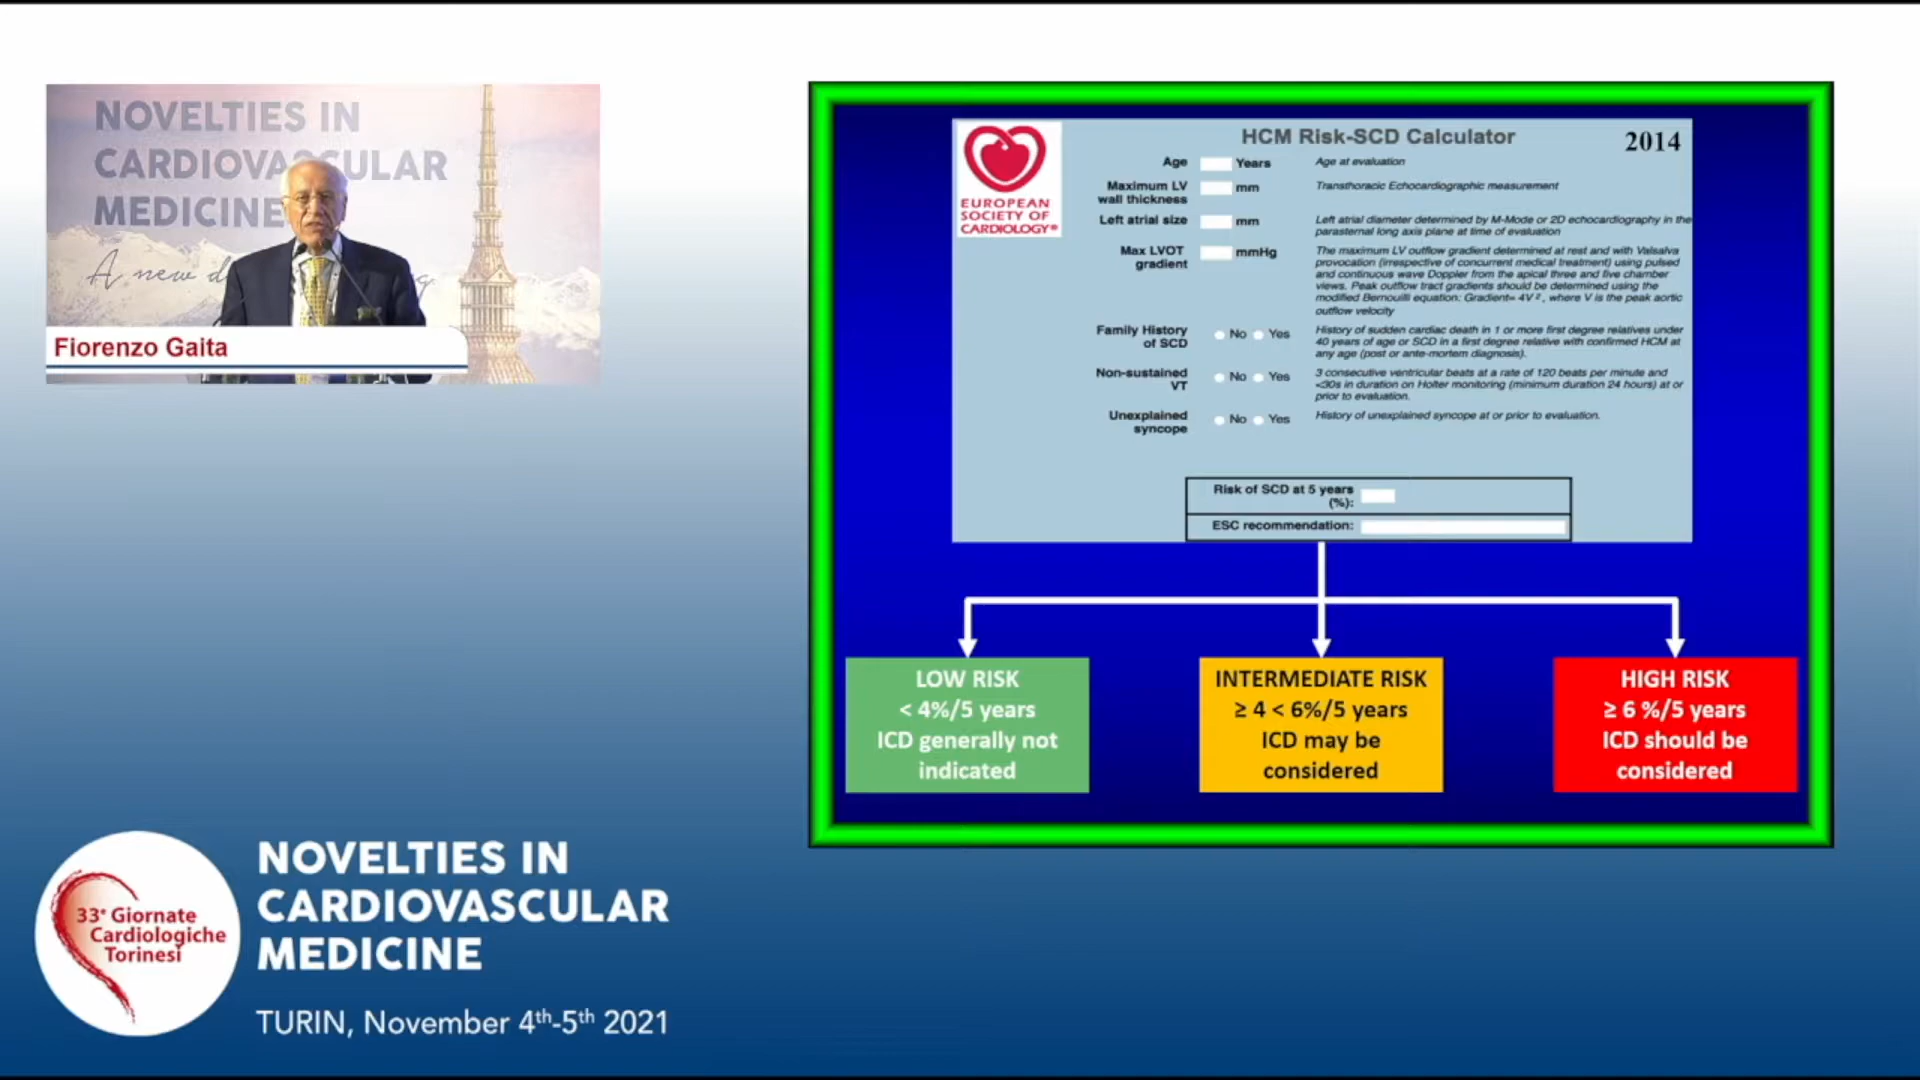 NOVELTIES IN
CARDIOVASCULAR
MEDICINE
A new d
Fiorenzo Gaita
33° Giornate
Cardiologiche
Torinesi
NOVELTIES IN
CARDIOVASCULAR
MEDICINE
TURIN, November 4th-5th 2021
EUROPEAN
SOCIETY OF
CARDIOLOGY®
HCM Risk-SCD Calculator
2014
Age Years Age at evaluation
Maximum LV
wall thickness mm Transthoracic Echocardiographic measurement
Left atrial size mm Left atrial diameter determined by M-Mode or 2D echocardiography in the
parasternal long axis plane at time of evaluation
Max LVOT
gradient mmHg The maximum LV outflow gradient determined at rest and with Valsalva
provocation (irrespective of concurrent medical treatment) using pulsed
and continuous wave Doppler from the apical three and five chamber
views. Peak outflow tract gradients should be determined using the
modified Bernouilli equation: Gradient= 4V², where V is the peak aortic
outflow velocity
Family History
of SCD No Yes History of sudden cardiac death in 1 or more first degree relatives under
40 years of age or SCD in a first degree relative with confirmed HCM at
any age (post or ante-mortem diagnosis).
Non-sustained
VT No Yes 3 consecutive ventricular beats at a rate of 120 beats per minute and
<30s in duration on Holter monitoring (minimum duration 24 hours) at or
prior to evaluation.
Unexplained
syncope No Yes History of unexplained syncope at or prior to evaluation.
Risk of SCD at 5 years
(%):
ESC recommendation:
LOW RISK
< 4%/5 years
ICD generally not
indicated
INTERMEDIATE RISK
≥ 4 < 6%/5 years
ICD may be
considered
HIGH RISK
≥ 6 %/5 years
ICD should be
considered